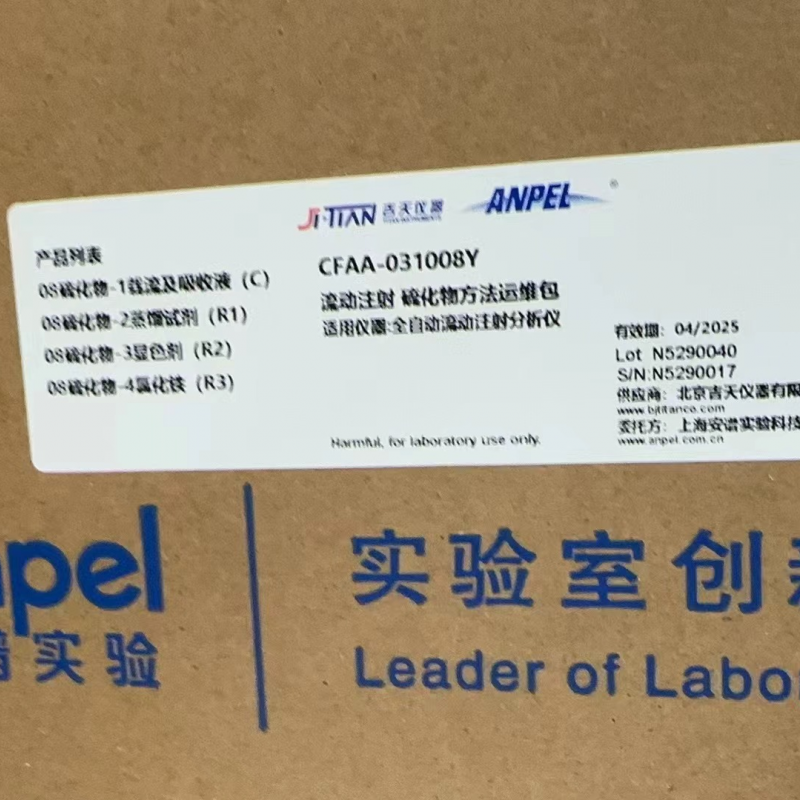 JI·TIAN 吉天仪器 ANPEL
产品列表
08硫化物-1载流及吸收液（C）
08硫化物-2蒸馏试剂（R1）
08硫化物-3显色剂（R2）
08硫化物-4氯化铁（R3）
CFAA-031008Y
流动注射 硫化物方法运维包
适用仪器:全自动流动注射分析仪
Harmful, for laboratory use only.
有效期：04/2025
Lot N5290040
S/N:N5290017
供应商：北京吉天仪器有限
www.bjtitanco.com
委托方：上海安谱实验科技
www.anpel.com.cn
npel
谱实验
实验室创新
Leader of Labo